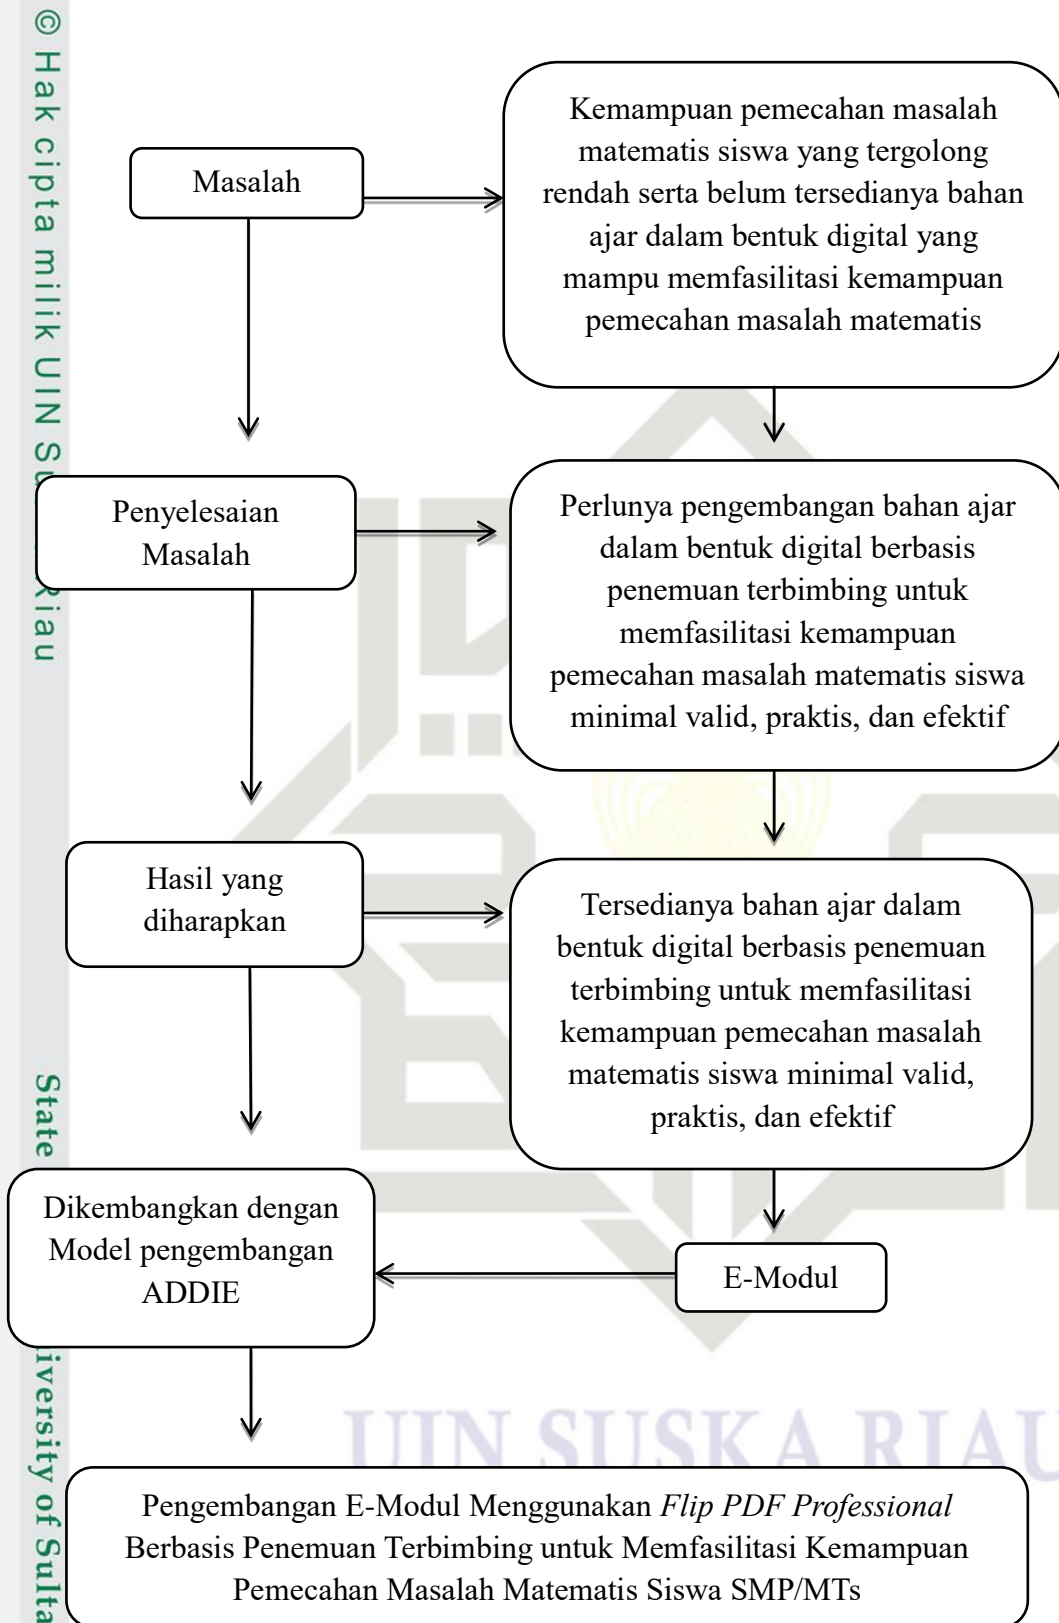 © Hak cipta milik UIN Su
Riau
State
iversity of Sulta
Masalah
Kemampuan pemecahan masalah
matematis siswa yang tergolong
rendah serta belum tersedianya bahan
ajar dalam bentuk digital yang
mampu memfasilitasi kemampuan
pemecahan masalah matematis
Penyelesaian
Masalah
Perlunya pengembangan bahan ajar
dalam bentuk digital berbasis
penemuan terbimbing untuk
memfasilitasi kemampuan
pemecahan masalah matematis siswa
minimal valid, praktis, dan efektif
Hasil yang
diharapkan
Tersedianya bahan ajar dalam
bentuk digital berbasis penemuan
terbimbing untuk memfasilitasi
kemampuan pemecahan masalah
matematis siswa minimal valid,
praktis, dan efektif
Dikembangkan dengan
Model pengembangan
ADDIE
E-Modul
UIN SUSKA RIAU
Pengembangan E-Modul Menggunakan Flip PDF Professional
Berbasis Penemuan Terbimbing untuk Memfasilitasi Kemampuan
Pemecahan Masalah Matematis Siswa SMP/MTs